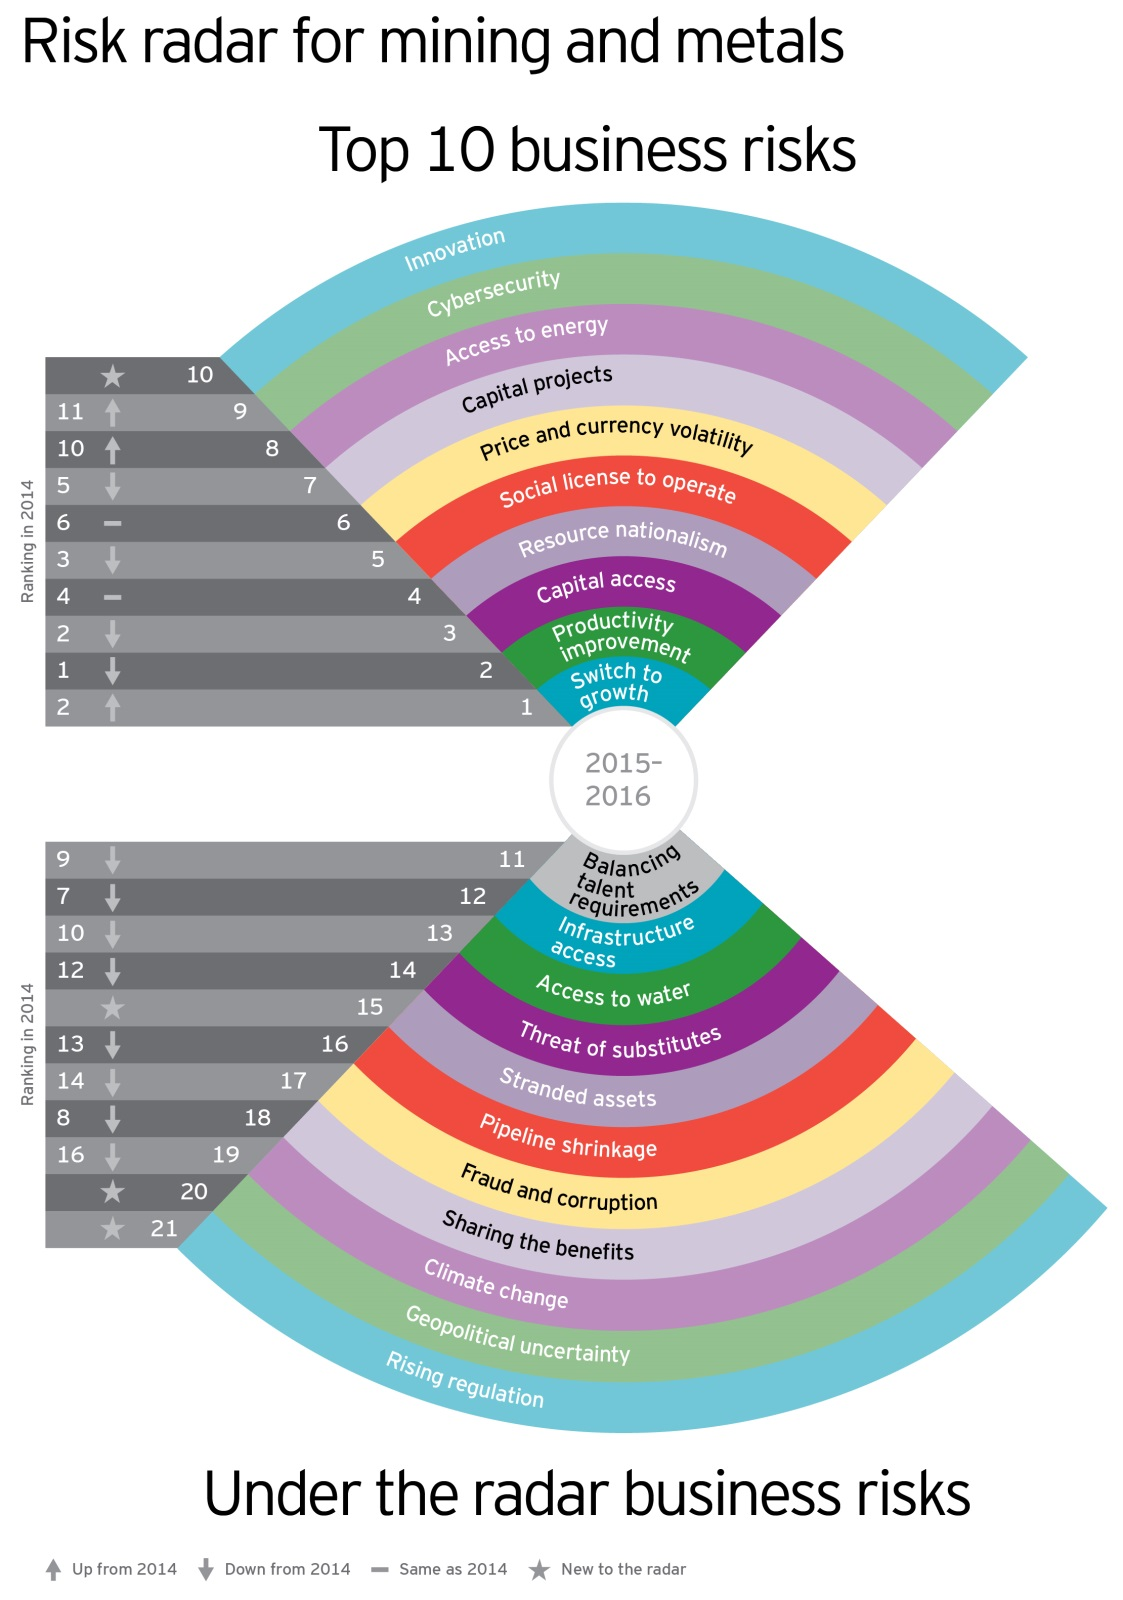 Risk radar for mining and metals
Top 10 business risks
Innovation
Cybersecurity
Access to energy
Capital projects
Price and currency volatility
Social license to operate
Resource nationalism
Capital access
Productivity
improvement
Switch to
growth
Ranking in 2014
★ 10
11 ↑ 9
10 ↑ 8
5 ↓ 7
6 – 6
3 ↓ 5
4 – 4
2 ↓ 3
1 ↓ 2
2 ↑ 1
2015–
2016
Ranking in 2014
9 ↓ 11
7 ↓ 12
10 ↓ 13
12 ↓ 14
★ 15
13 ↓ 16
14 ↓ 17
8 ↓ 18
16 ↓ 19
★ 20
★ 21
Balancing
talent
requirements
Infrastructure
access
Access to water
Threat of substitutes
Stranded assets
Pipeline shrinkage
Fraud and corruption
Sharing the benefits
Climate change
Geopolitical uncertainty
Rising regulation
Under the radar business risks
↑ Up from 2014 ↓ Down from 2014 – Same as 2014 ★ New to the radar